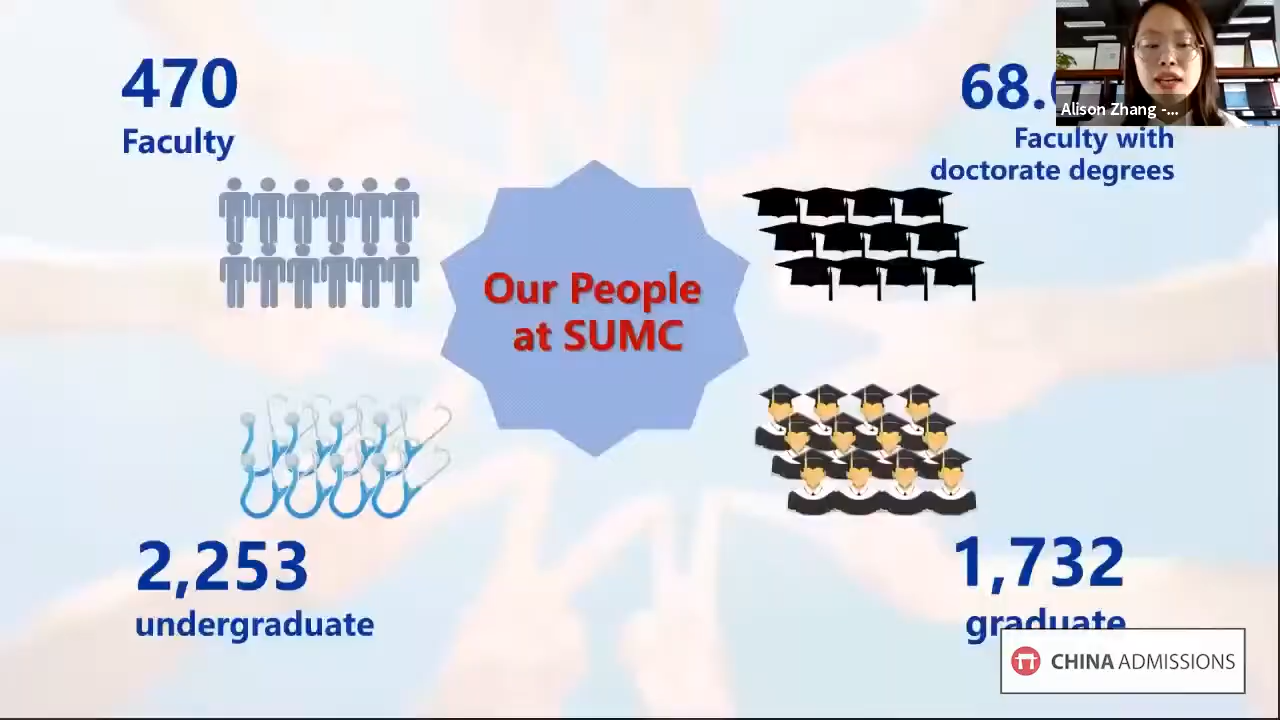 470
Faculty
68.
Faculty with
doctorate degrees
Alison Zhang -...
Our People
at SUMC
2,253
undergraduate
1,732
graduate
CHINA ADMISSIONS